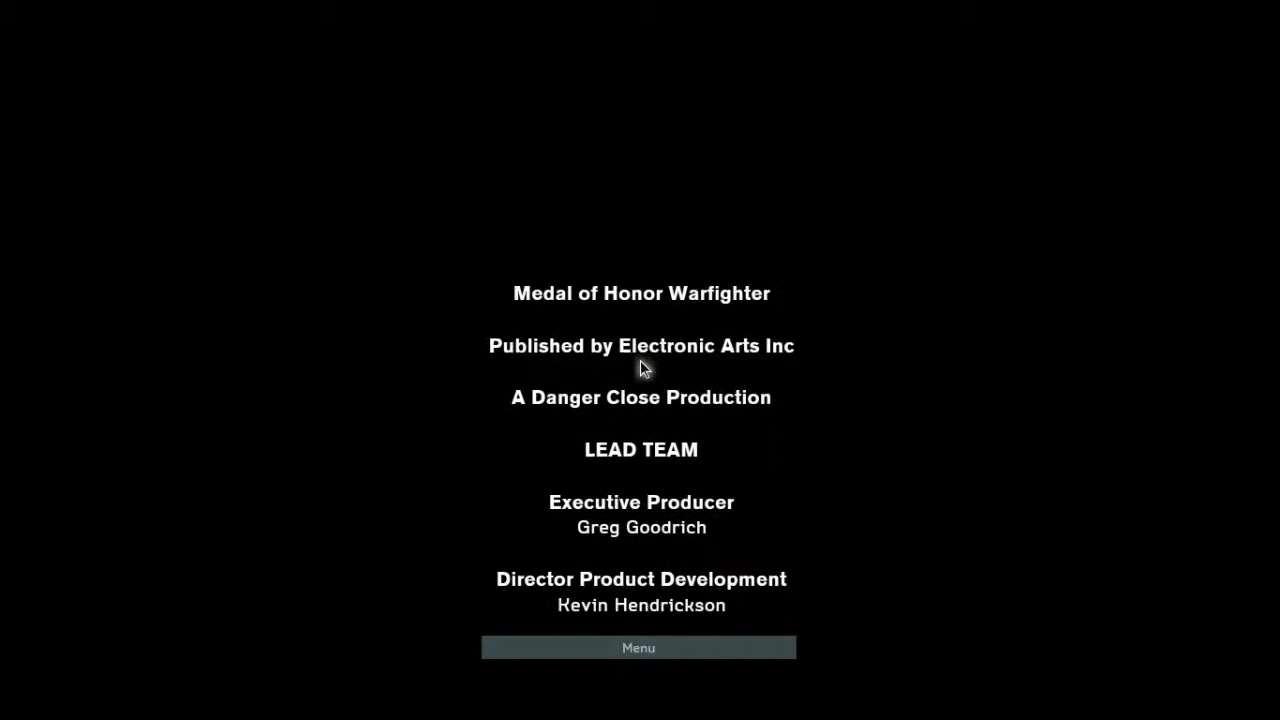 Medal of Honor Warfighter
Published by Electronic Arts Inc
A Danger Close Production
LEAD TEAM
Executive Producer
Greg Goodrich
Director Product Development
Kevin Hendrickson
Menu